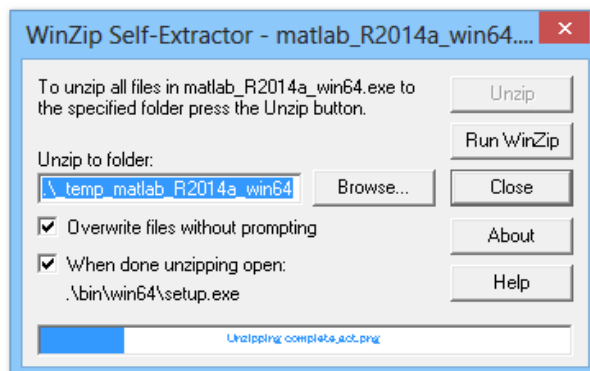 WinZip Self-Extractor - matlab_R2014a_win64....
To unzip all files in matlab_R2014a_win64.exe to
the specified folder press the Unzip button.
Unzip
Run WinZip
Unzip to folder:
.\_temp_matlab_R2014a_win64
Browse...
Close
Overwrite files without prompting
About
When done unzipping open:
.\bin\win64\setup.exe
Help
Unzipping complete_act.png